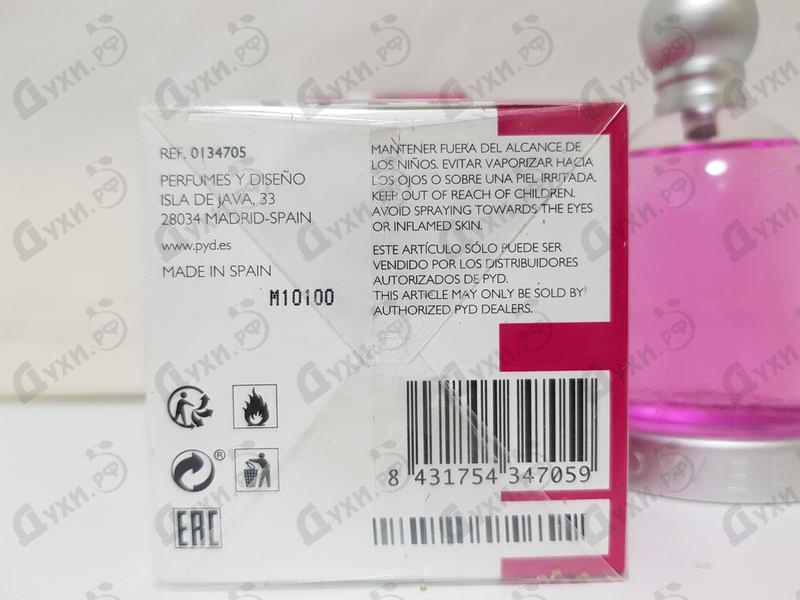 REF. 0134705
PERFUMES Y DISEÑO
ISLA DE JAVA, 33
28034 MADRID-SPAIN
www.pyd.es
MADE IN SPAIN
M10100
MANTENER FUERA DEL ALCANCE DE
LOS NIÑOS. EVITAR VAPORIZAR HACIA
LOS OJOS O SOBRE UNA PIEL IRRITADA.
KEEP OUT OF REACH OF CHILDREN.
AVOID SPRAYING TOWARDS THE EYES
OR INFLAMED SKIN.
ESTE ARTÍCULO SÓLO PUEDE SER
VENDIDO POR LOS DISTRIBUIDORES
AUTORIZADOS DE PYD.
THIS ARTICLE MAY ONLY BE SOLD BY
AUTHORIZED PYD DEALERS.
®
EAC
8 431754 347059
Духи.РФ